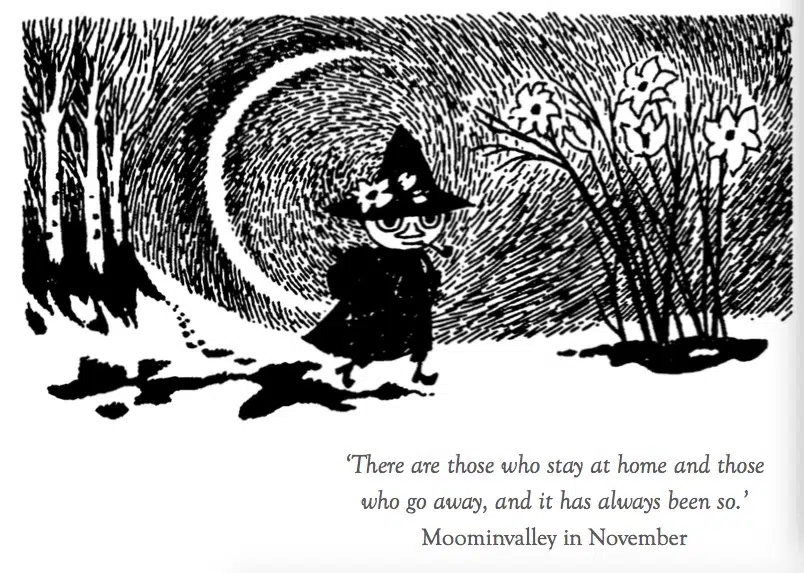 ‘There are those who stay at home and those
who go away, and it has always been so.’
Moominvalley in November